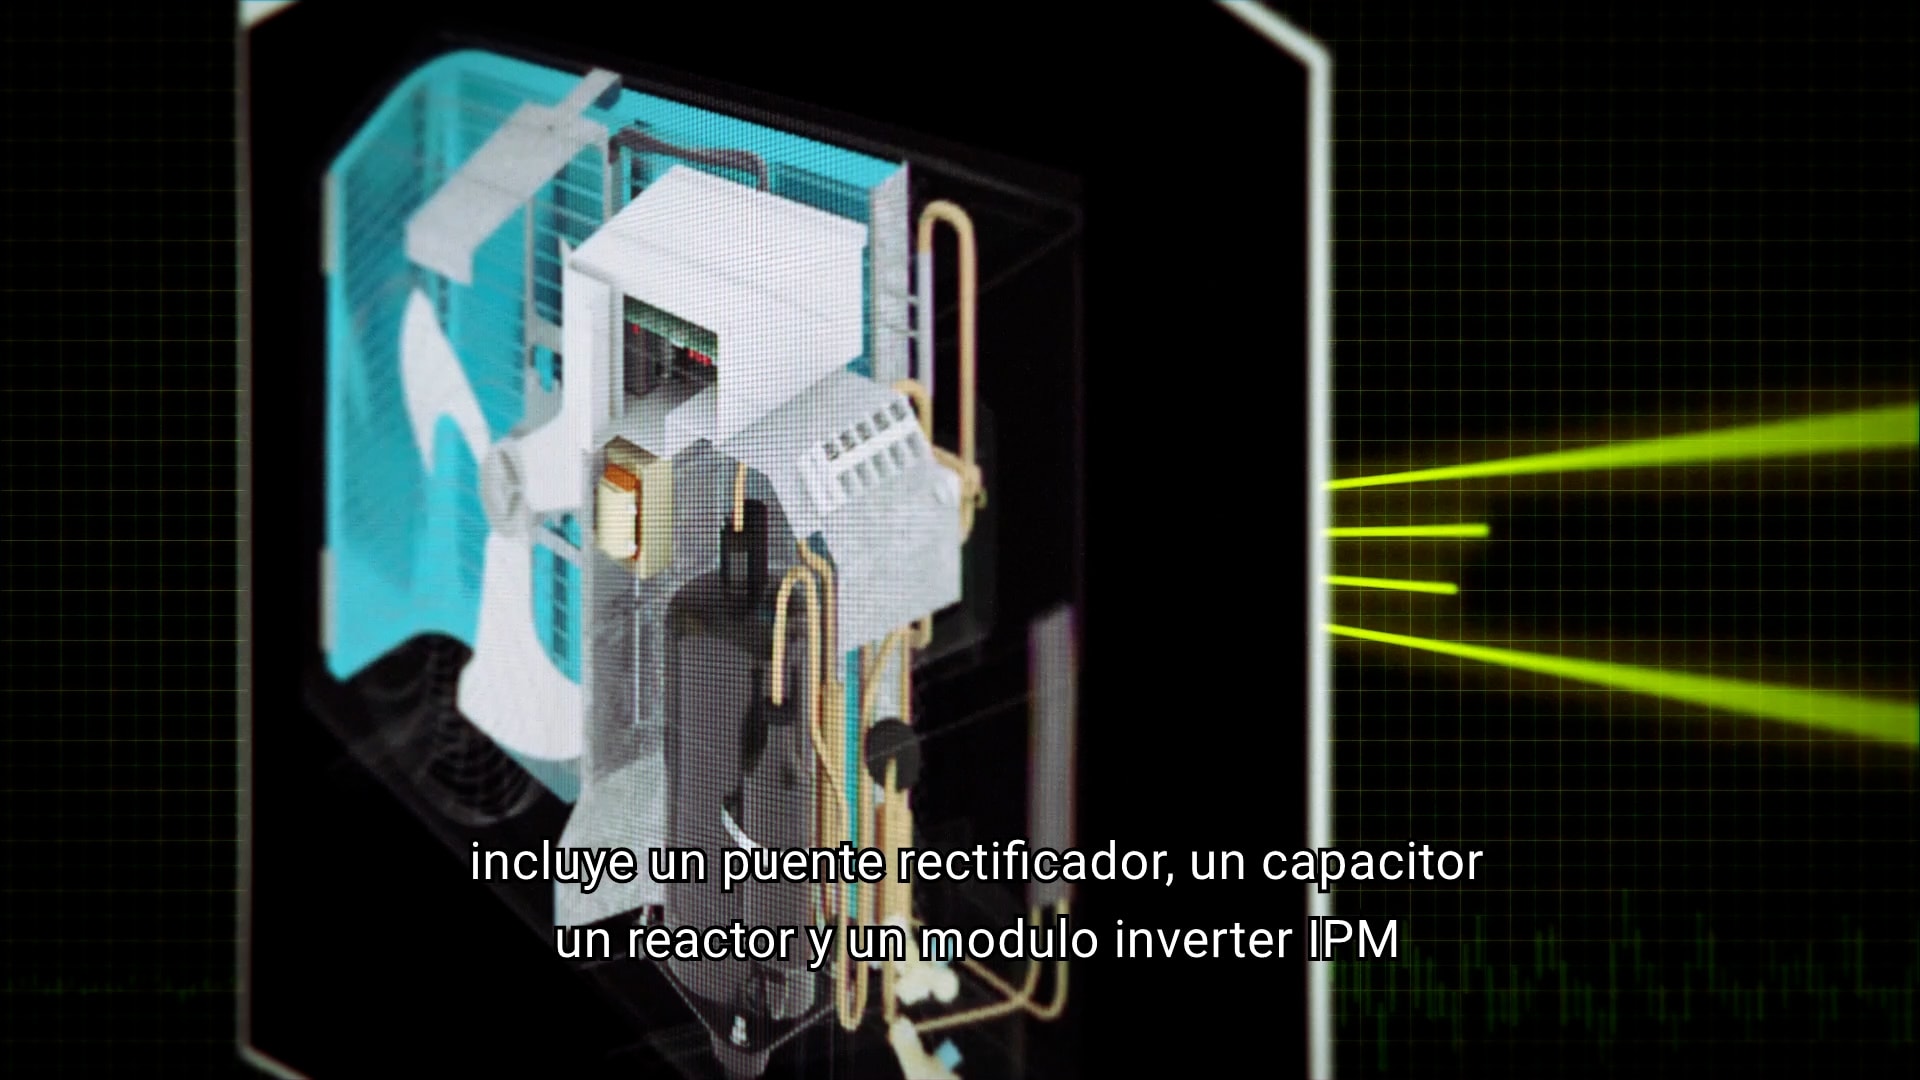 incluye un puente rectificador, un capacitor
un reactor y un modulo inverter IPM